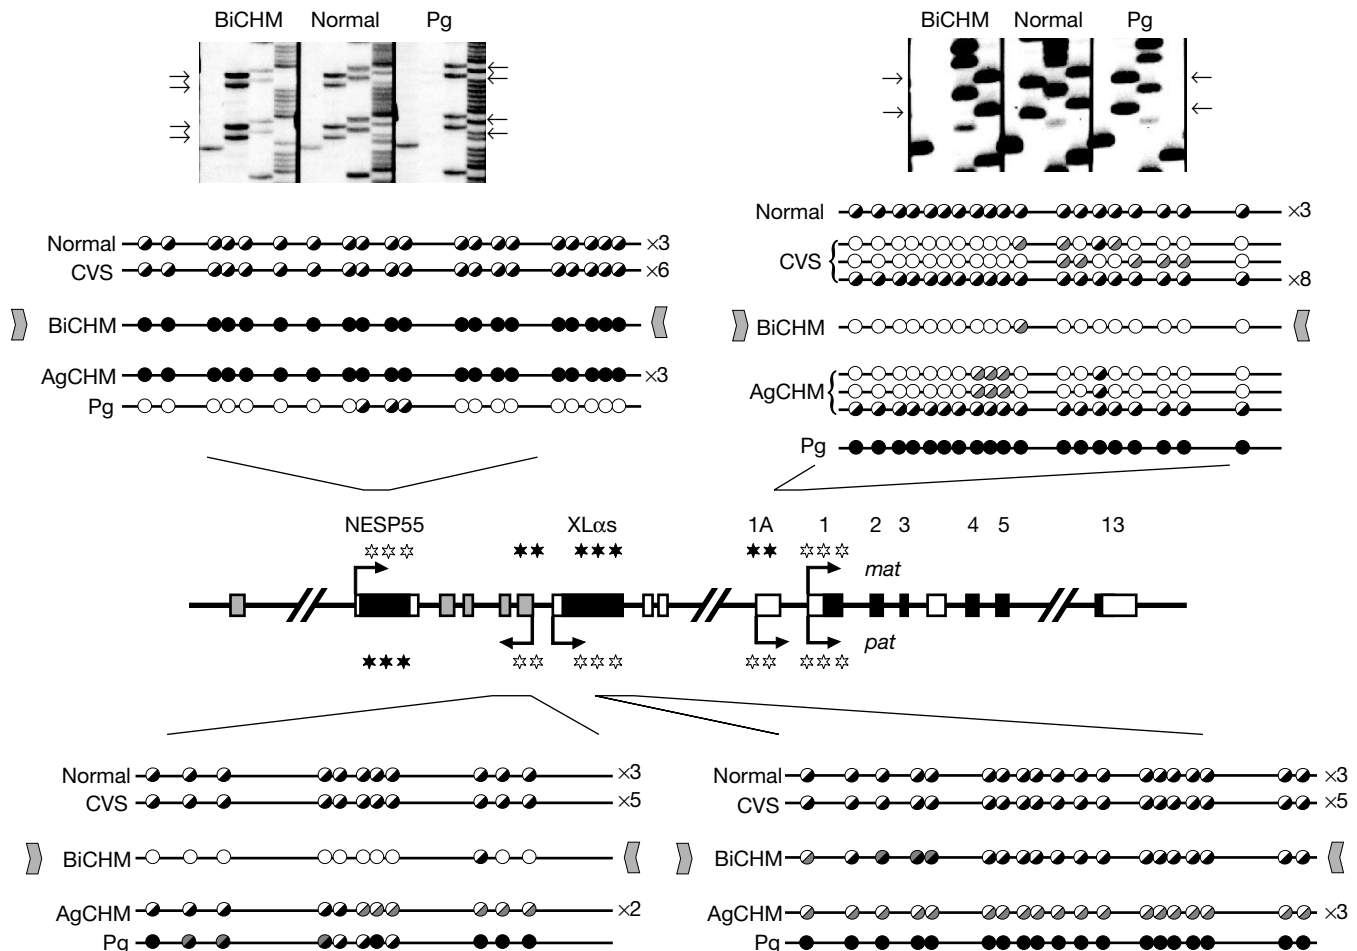 BiCHM Normal Pg
BiCHM Normal Pg
Normal ×3
CVS ×6
BiCHM
AgCHM ×3
Pg
Normal ×3
CVS ×8
BiCHM
AgCHM
Pg
NESP55 XLαs 1A 1 2 3 4 5 13
mat
pat
Normal ×3
CVS ×5
BiCHM
AgCHM ×2
Pg
Normal ×3
CVS ×5
BiCHM
AgCHM ×3
Pg